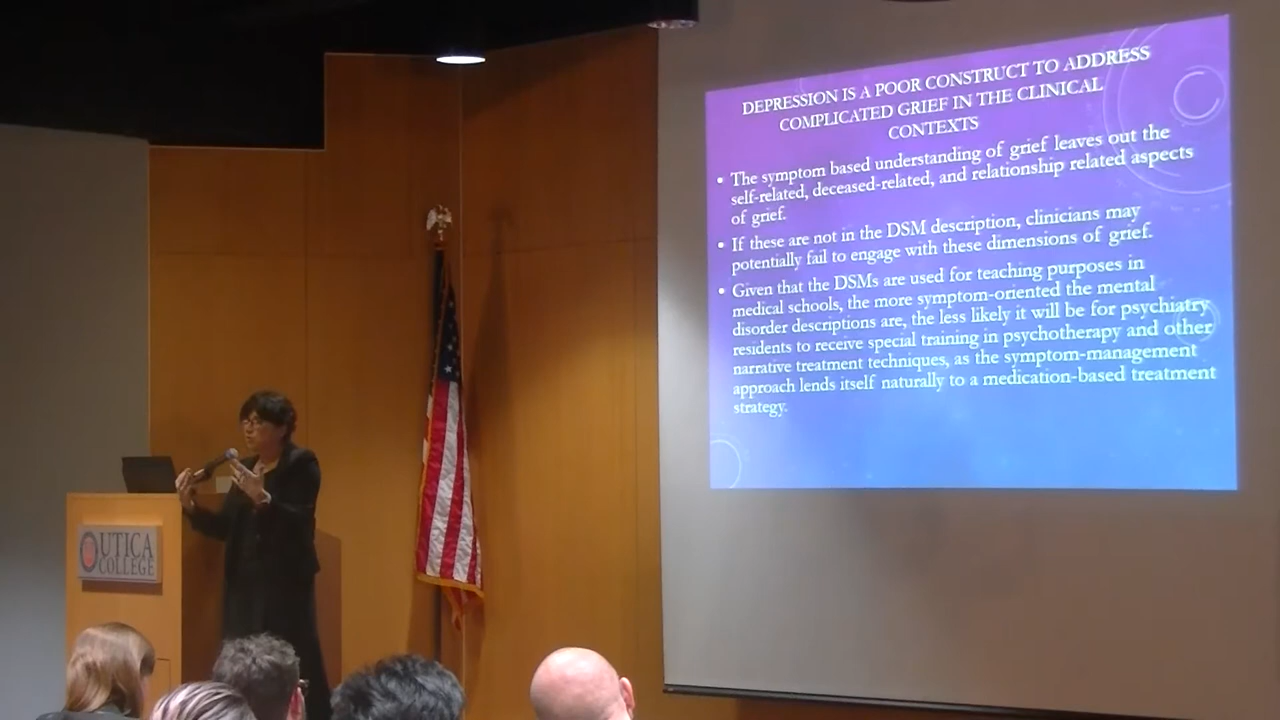 DEPRESSION IS A POOR CONSTRUCT TO ADDRESS
COMPLICATED GRIEF IN THE CLINICAL
CONTEXTS
• The symptom based understanding of grief leaves out the
self-related, deceased-related, and relationship related aspects
of grief.
• If these are not in the DSM description, clinicians may
potentially fail to engage with these dimensions of grief.
• Given that the DSMs are used for teaching purposes in
medical schools, the more symptom-oriented the mental
disorder descriptions are, the less likely it will be for psychiatry
residents to receive special training in psychotherapy and other
narrative treatment techniques, as the symptom-management
approach lends itself naturally to a medication-based treatment
strategy.
UTICA
COLLEGE